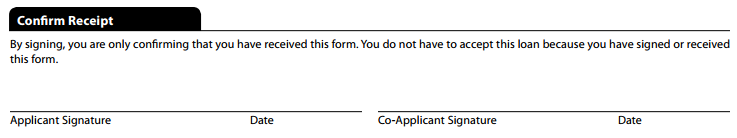 Confirm Receipt
By signing, you are only confirming that you have received this form. You do not have to accept this loan because you have signed or received
this form.
Applicant Signature Date Co-Applicant Signature Date